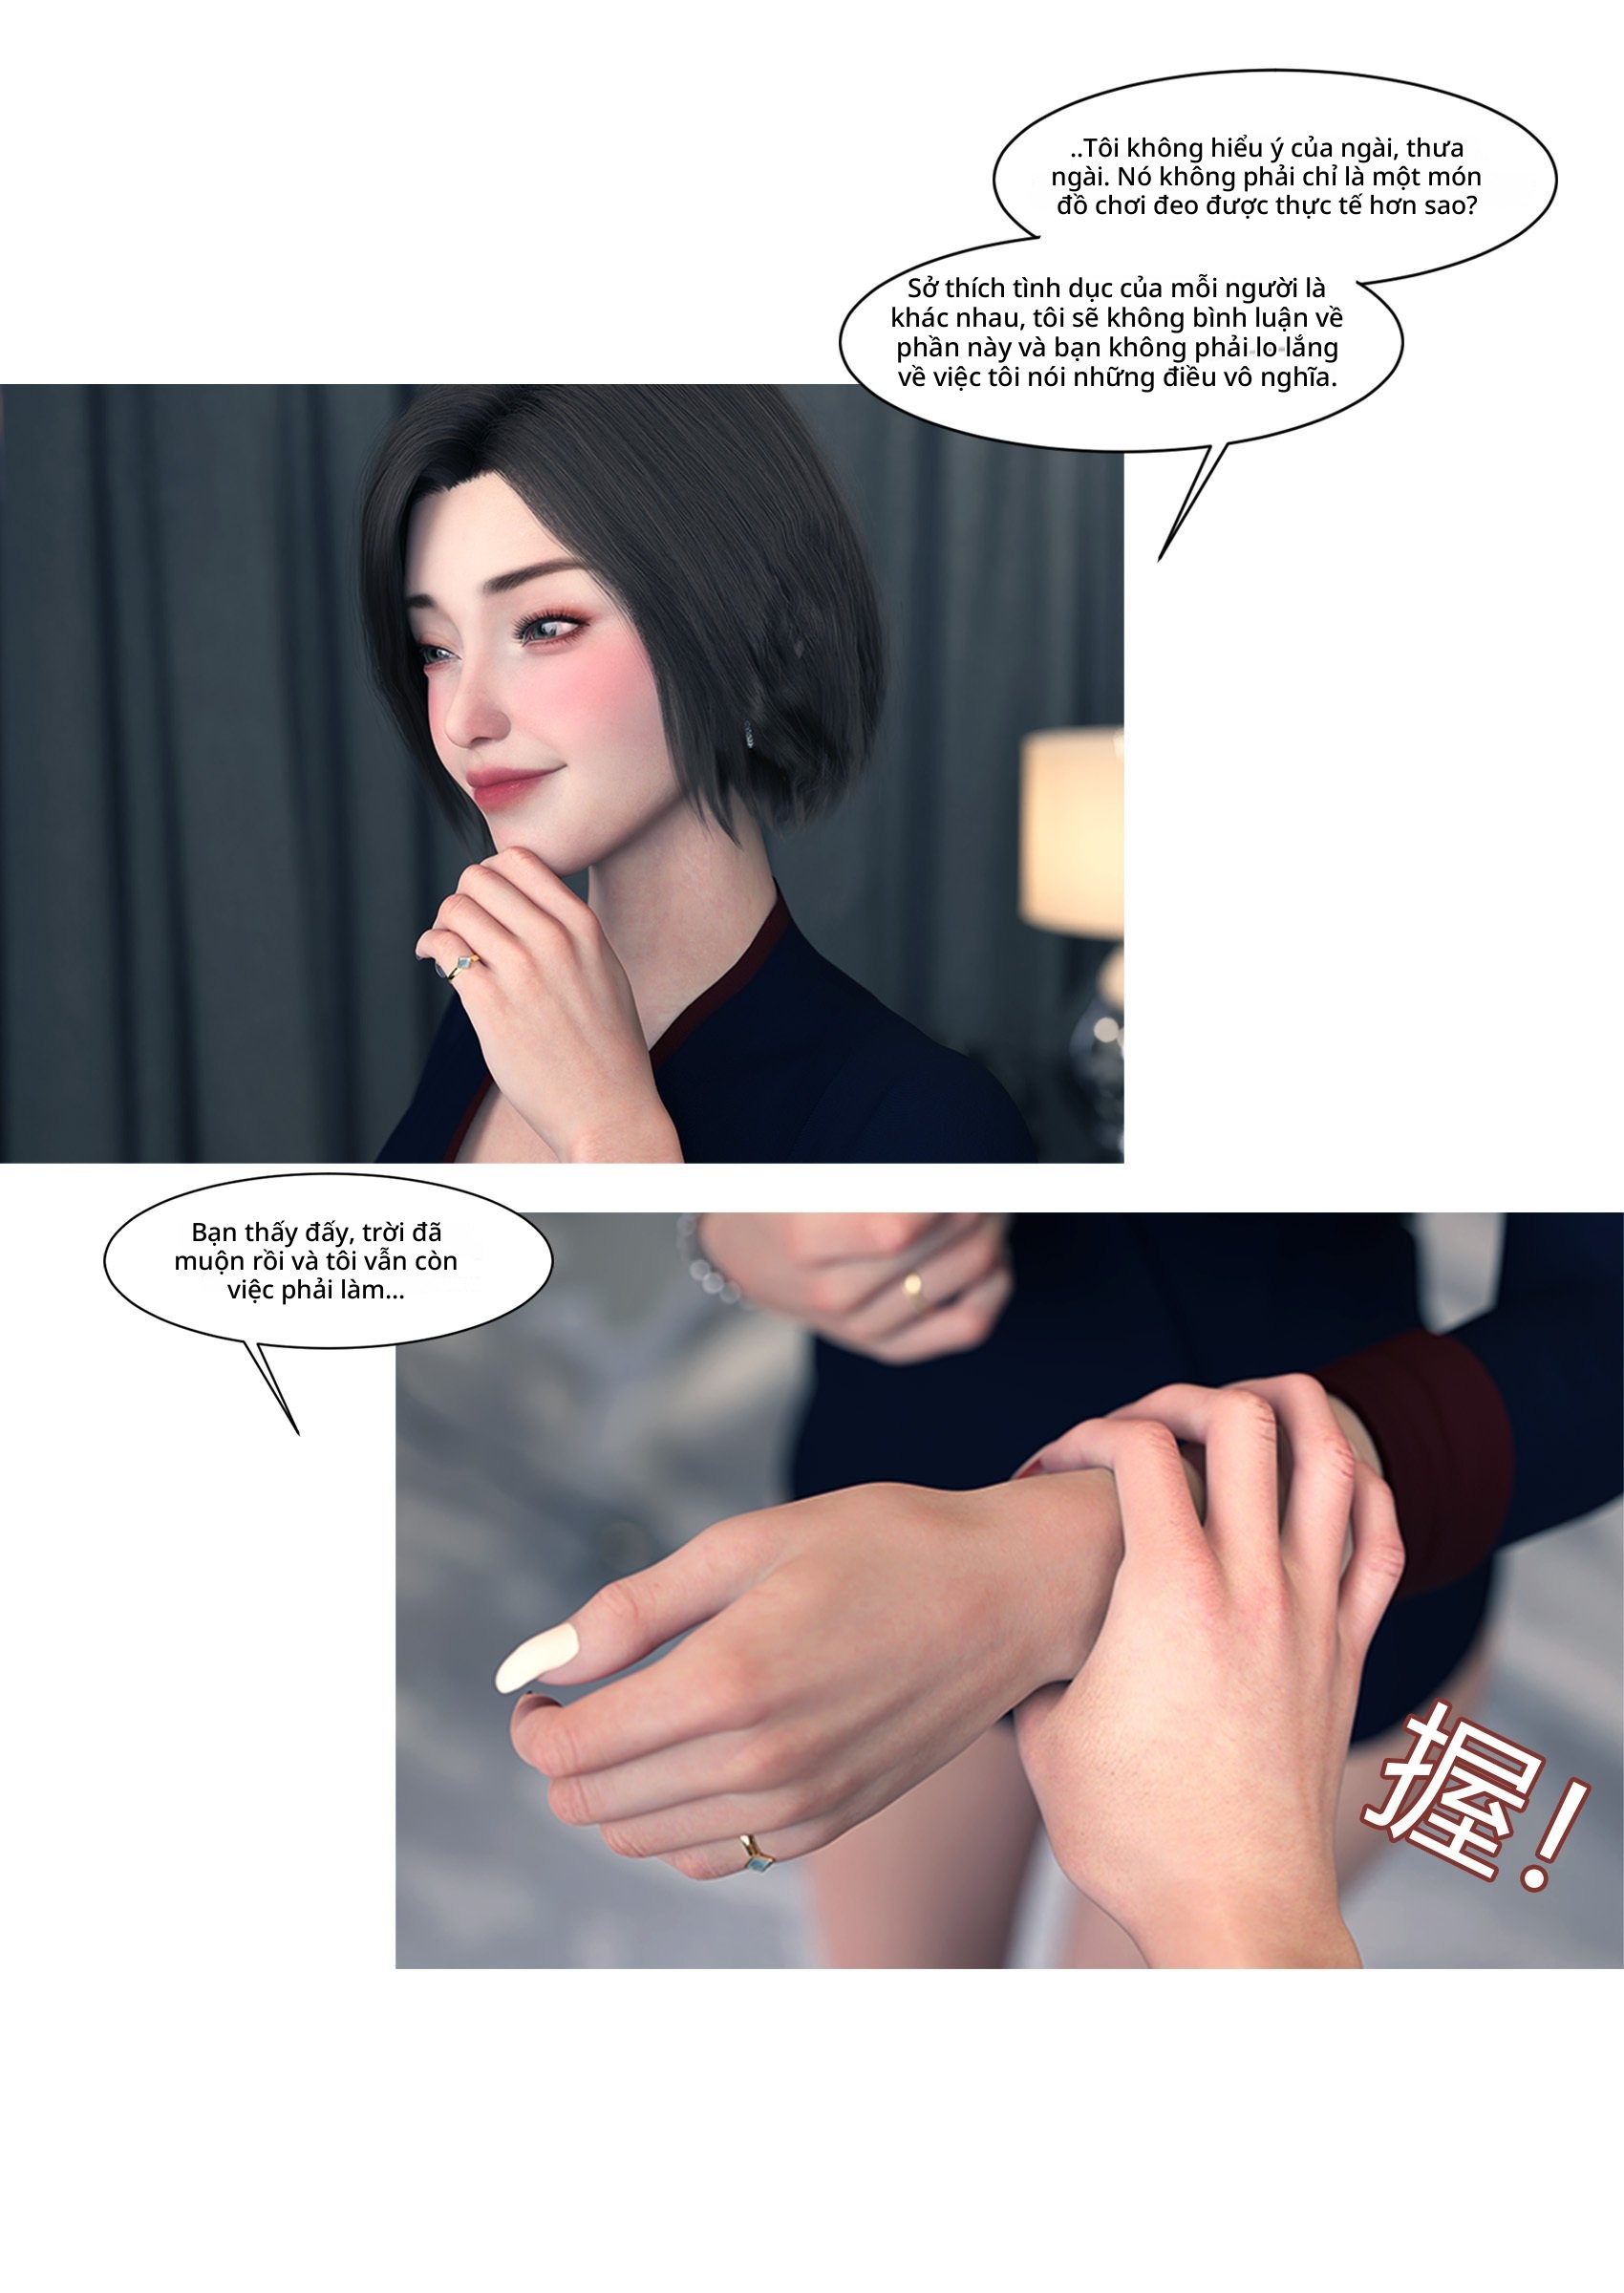 ..Tôi không hiểu ý của ngài, thưa
ngài. Nó không phải chỉ là một món
đồ chơi đeo được thực tế hơn sao?
Sở thích tình dục của mỗi người là
khác nhau, tôi sẽ không bình luận về
phần này và bạn không phải lo lắng
về việc tôi nói những điều vô nghĩa.
Bạn thấy đấy, trời đã
muộn rồi và tôi vẫn còn
việc phải làm...
握!